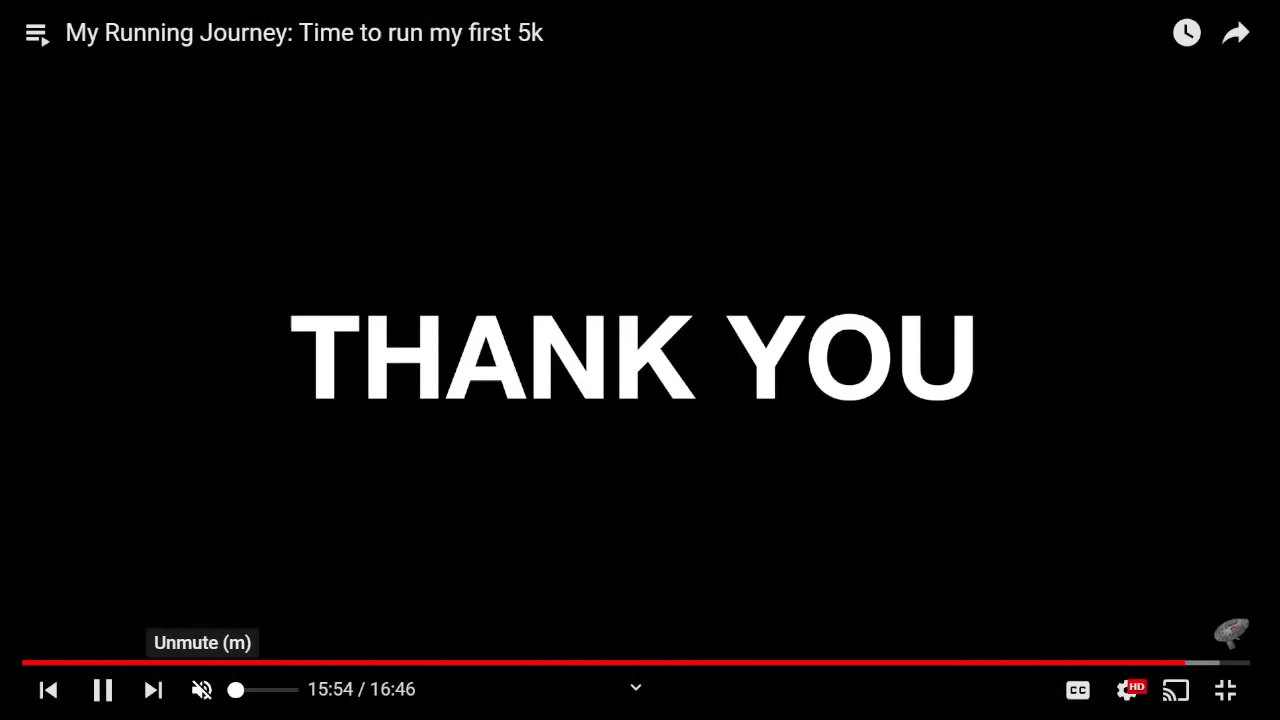 My Running Journey: Time to run my first 5k
THANK YOU
Unmute (m)
15:54 / 16:46
CC
HD